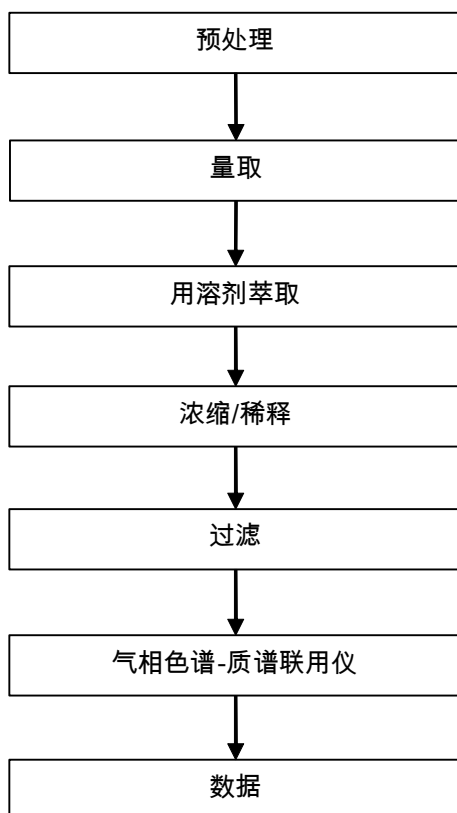 预处理
量取
用溶剂萃取
浓缩/稀释
过滤
气相色谱-质谱联用仪
数据